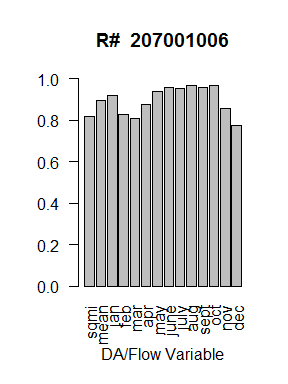 R# 207001006
1.0
0.8
0.6
0.4
0.2
0.0
sqmi
mean
jan
feb
mar
apr
may
june
july
aug
sept
oct
nov
dec
DA/Flow Variable